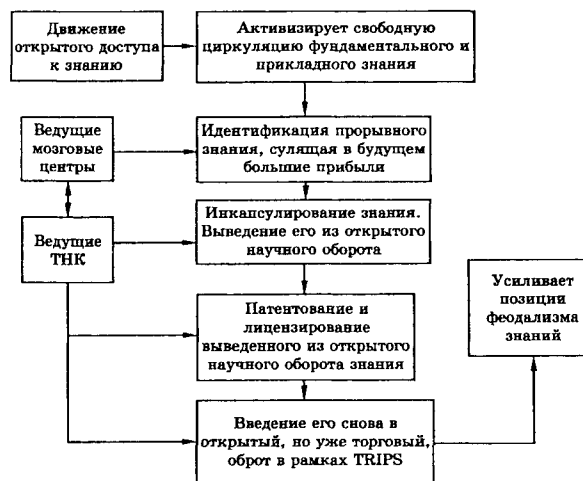 Движение
открытого доступа
к знанию
Активизирует свободную
циркуляцию фундаментального и
прикладного знания
Ведущие
мозговые
центры
Идентификация прорывного
знания, сулящая в будущем
большие прибыли
Ведущие
ТНК
Инкапсулирование знания.
Выведение его из открытого
научного оборота
Усиливает
позиции
феодализма
знаний
Патентование и
лицензирование
выведенного из открытого
научного оборота знания
Введение его снова в
открытый, но уже торговый,
оброт в рамках TRIPS